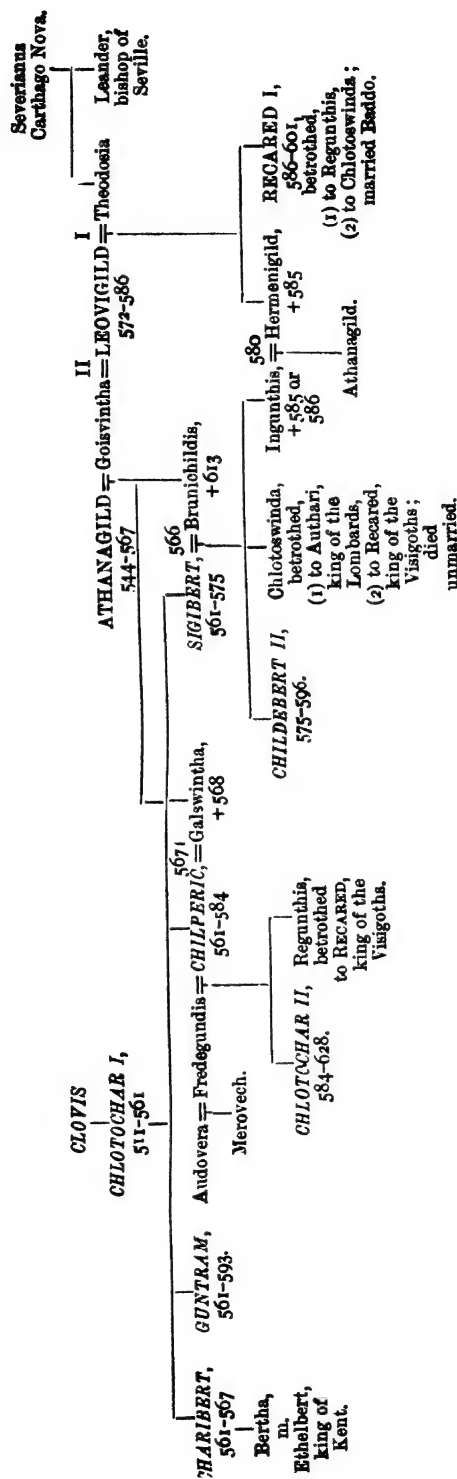 CLOVIS
CHLOTOCHAR I,
511–561
Severianus
Carthago Nova.
II I
ATHANAGILD = Goisvintha = LEOVIGILD = Theodosia
544–567
572–586
Leander,
bishop of
Seville.
CHARIBERT,
561–567
Bertha,
m.
Ethelbert,
king of
Kent.
GUNTRAM,
561–593.
567
Audovera = Fredegundis = CHILPERIC, = Galswintha,
561–584
+568
Merovech.
566
SIGIBERT, = Brunichildis,
561–575
+613
CHLOTOCHAR II,
584–628.
Regunthis,
betrothed
to RECARED,
king of the
Visigoths.
CHILDEBERT II,
575–596.
Chlotoswinda,
betrothed,
(1) to Authari,
king of the
Lombards,
(2) to Recared,
king of the
Visigoths;
died
unmarried.
580
Ingunthis, = Hermenigild,
+585 or
586
+585
Athanagild.
RECARED I,
586–601,
betrothed,
(1) to Regunthis,
(2) to Chlotoswinda;
married Baddo.